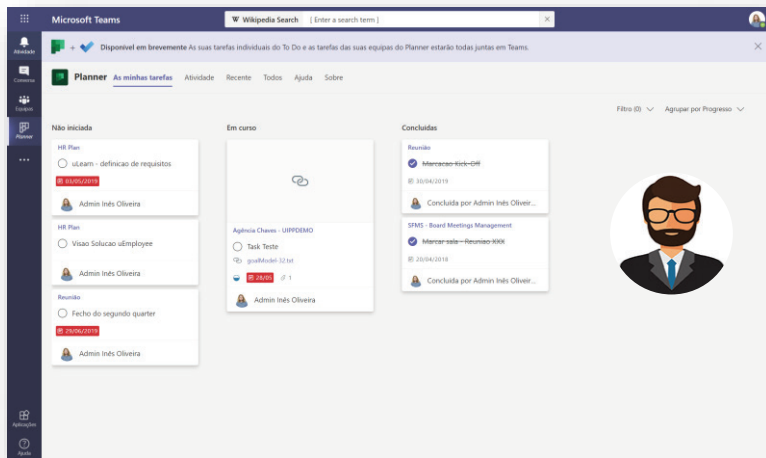 Microsoft Teams
W Wikipedia Search [ Enter a search term ] ×
Atividade
Conversa
Equipas
Planner
Aplicações
Ajuda
+ Disponível em brevemente As suas tarefas individuais do To Do e as tarefas das suas equipas do Planner estarão todas juntas em Teams.
Planner As minhas tarefas Atividade Recente Todos Ajuda Sobre
Filtro (0) Agrupar por Progresso
Não iniciada
HR Plan
uLearn - definicao de requisitos
03/05/2019
Admin Inês Oliveira
HR Plan
Visao Solucao uEmployee
Admin Inês Oliveira
Reunião
Fecho do segundo quarter
29/06/2019
Admin Inês Oliveira
Em curso
Agência Chaves - UIPPDEMO
Task Teste
goalModel-32.txt
28/05 1
Admin Inês Oliveira
Concluídas
Reunião
Marcacao Kick-Off
30/04/2019
Concluída por Admin Inês Oliveir...
SFMS - Board Meetings Management
Marcar sala - Reuniao XXX
20/04/2018
Concluída por Admin Inês Oliveir...